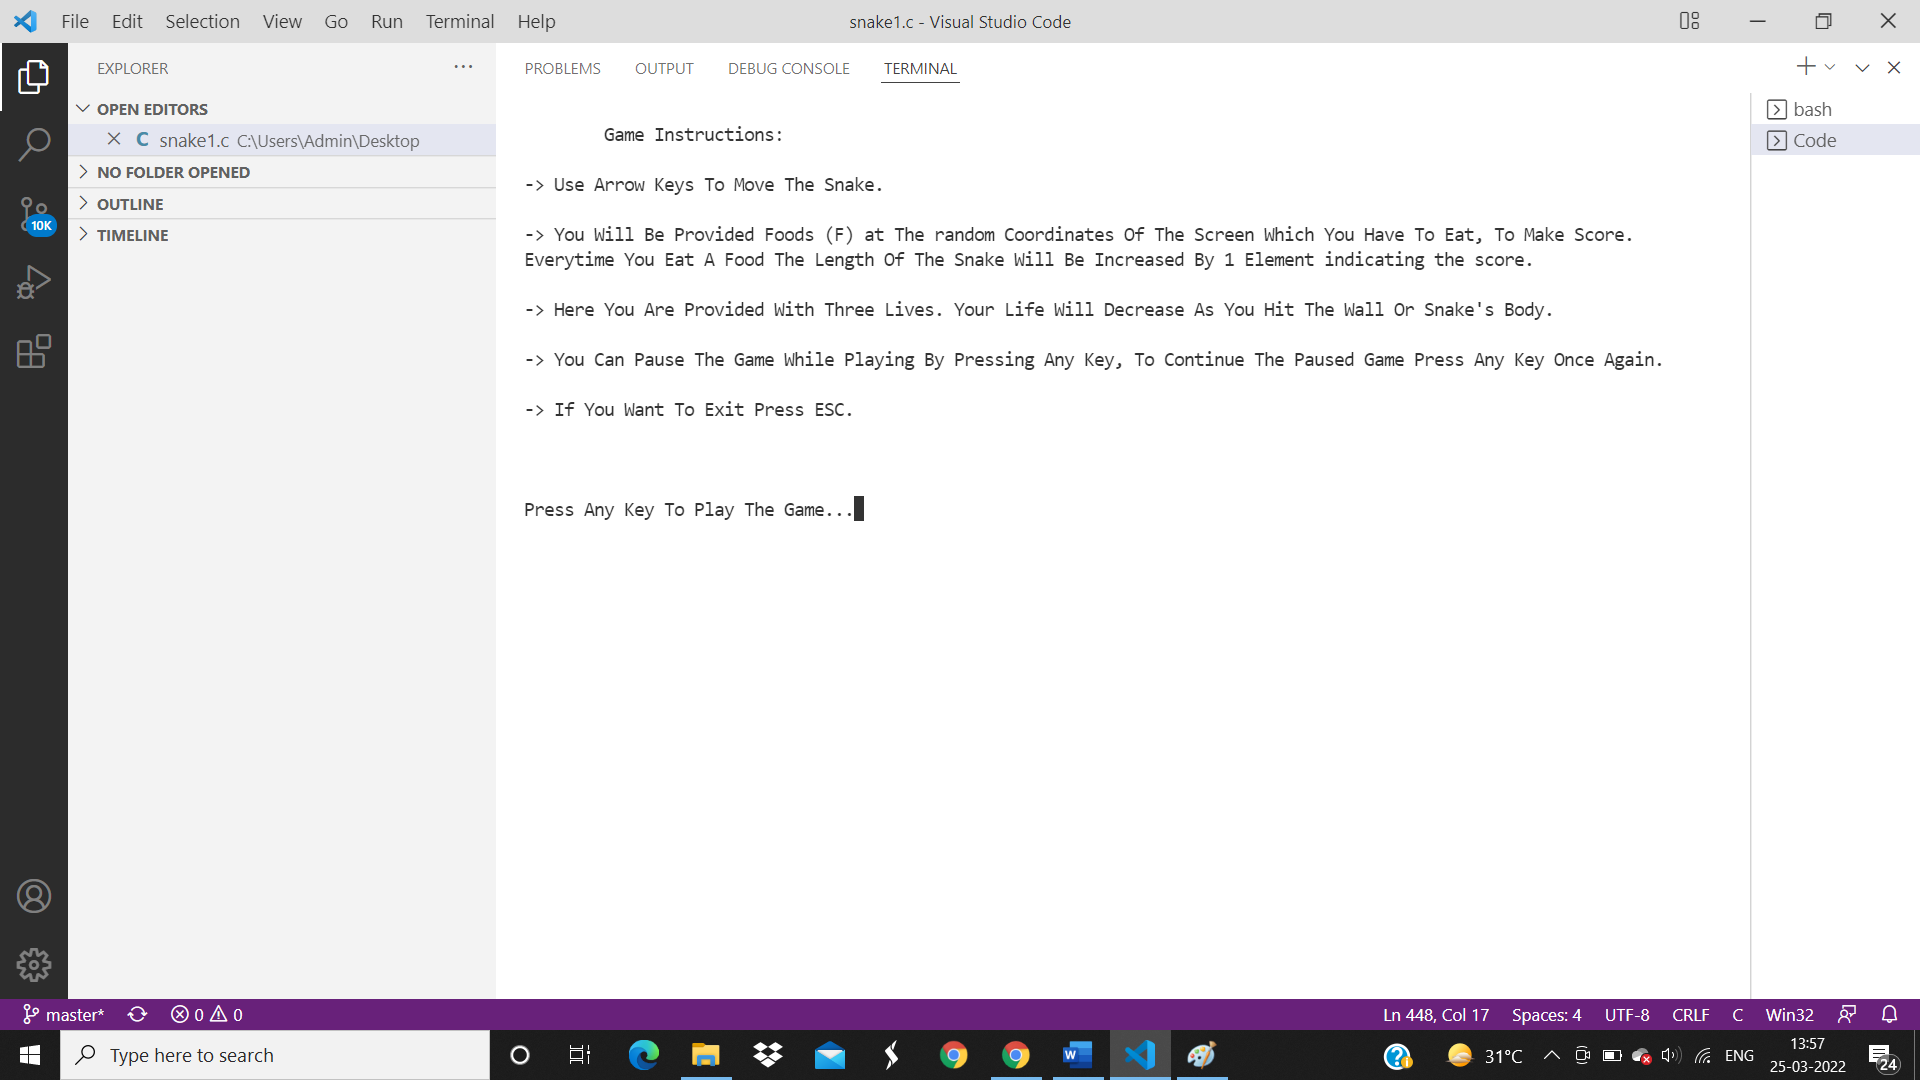 File Edit Selection View Go Run Terminal Help snake1.c - Visual Studio Code
EXPLORER ...
OPEN EDITORS
C snake1.c C:\Users\Admin\Desktop
NO FOLDER OPENED
OUTLINE
TIMELINE
10K
PROBLEMS OUTPUT DEBUG CONSOLE TERMINAL
Game Instructions:
-> Use Arrow Keys To Move The Snake.
-> You Will Be Provided Foods (F) at The random Coordinates Of The Screen Which You Have To Eat, To Make Score.
Everytime You Eat A Food The Length Of The Snake Will Be Increased By 1 Element indicating the score.
-> Here You Are Provided With Three Lives. Your Life Will Decrease As You Hit The Wall Or Snake's Body.
-> You Can Pause The Game While Playing By Pressing Any Key, To Continue The Paused Game Press Any Key Once Again.
-> If You Want To Exit Press ESC.
Press Any Key To Play The Game...
bash
Code
master* 0 0 Ln 448, Col 17 Spaces: 4 UTF-8 CRLF C Win32
Type here to search 31°C ENG 13:57
25-03-2022
24